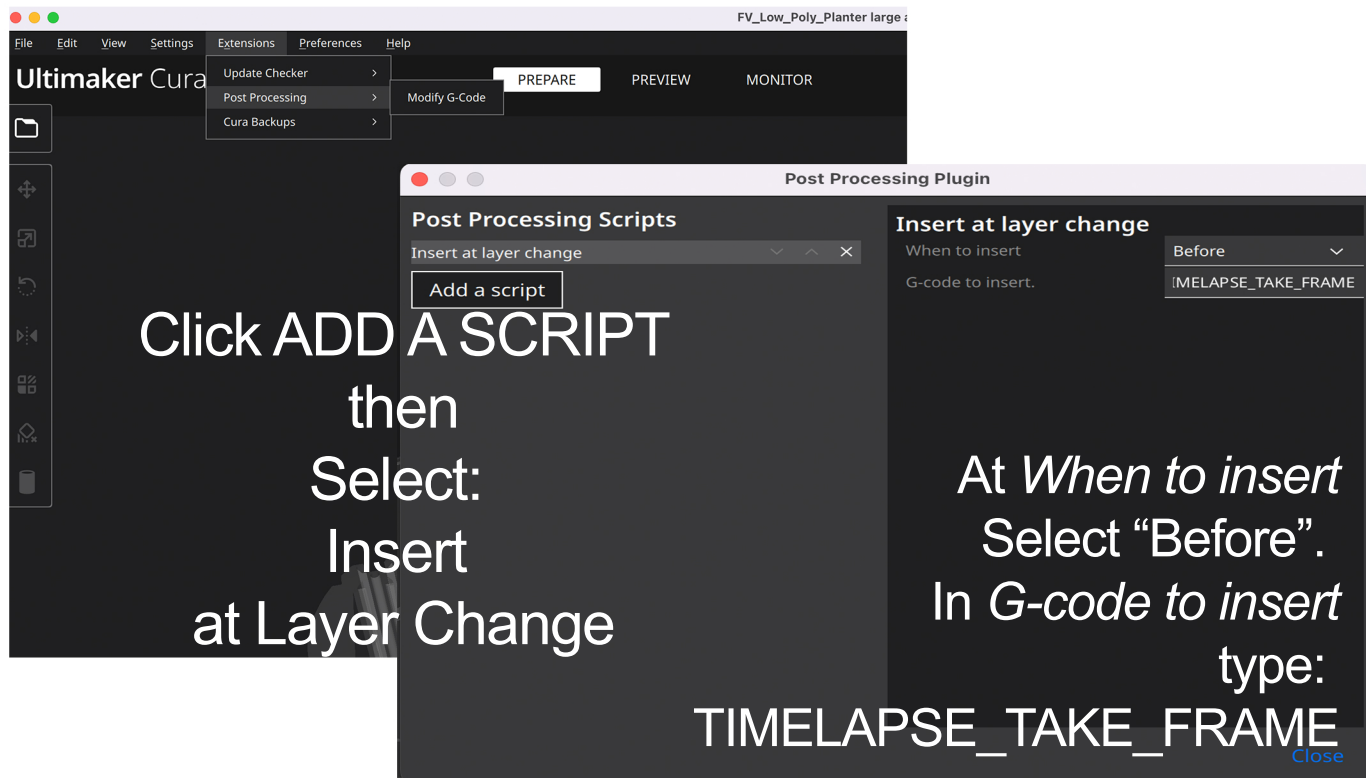 FV_Low_Poly_Planter large
File Edit View Settings Extensions Preferences Help
Ultimaker Cura
Update Checker
Post Processing
Cura Backups
Modify G-Code
PREPARE PREVIEW MONITOR
Post Processing Plugin
Post Processing Scripts
Insert at layer change
Add a script
Insert at layer change
When to insert Before
G-code to insert. MELAPSE_TAKE_FRAME
Click ADD A SCRIPT
then
Select:
Insert
at Layer Change
At When to insert
Select “Before”.
In G-code to insert
type:
TIMELAPSE_TAKE_FRAME
Close